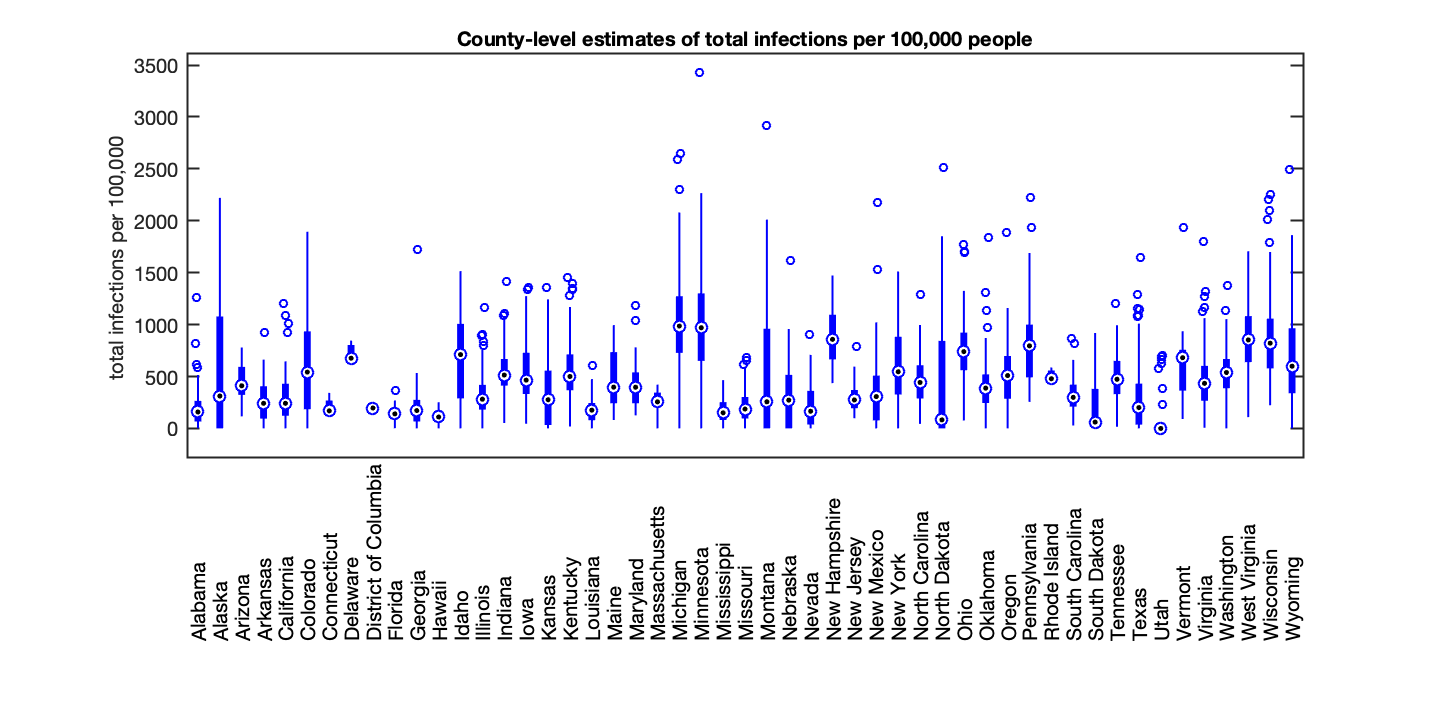 County-level estimates of total infections per 100,000 people
total infections per 100,000
3500
3000
2500
2000
1500
1000
500
0
Alabama
Alaska
Arizona
Arkansas
California
Colorado
Connecticut
Delaware
District of Columbia
Florida
Georgia
Hawaii
Idaho
Illinois
Indiana
Iowa
Kansas
Kentucky
Louisiana
Maine
Maryland
Massachusetts
Michigan
Minnesota
Mississippi
Missouri
Montana
Nebraska
Nevada
New Hampshire
New Jersey
New Mexico
New York
North Carolina
North Dakota
Ohio
Oklahoma
Oregon
Pennsylvania
Rhode Island
South Carolina
South Dakota
Tennessee
Texas
Utah
Vermont
Virginia
Washington
West Virginia
Wisconsin
Wyoming